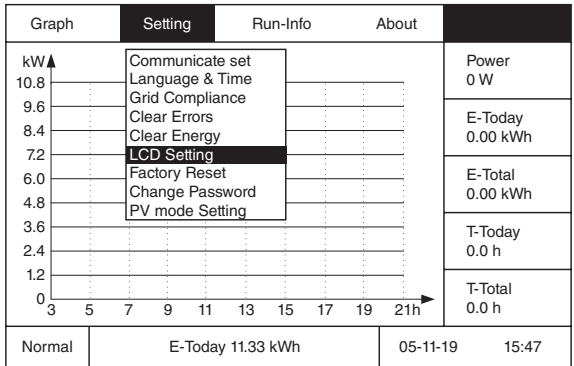 Graph Setting Run-Info About
kW
10.8
9.6
8.4
7.2
6.0
4.8
3.6
2.4
1.2
0
3 5 7 9 11 13 15 17 19 21h
Communicate set
Language & Time
Grid Compliance
Clear Errors
Clear Energy
LCD Setting
Factory Reset
Change Password
PV mode Setting
Power
0 W
E-Today
0.00 kWh
E-Total
0.00 kWh
T-Today
0.0 h
T-Total
0.0 h
Normal E-Today 11.33 kWh 05-11-19 15:47